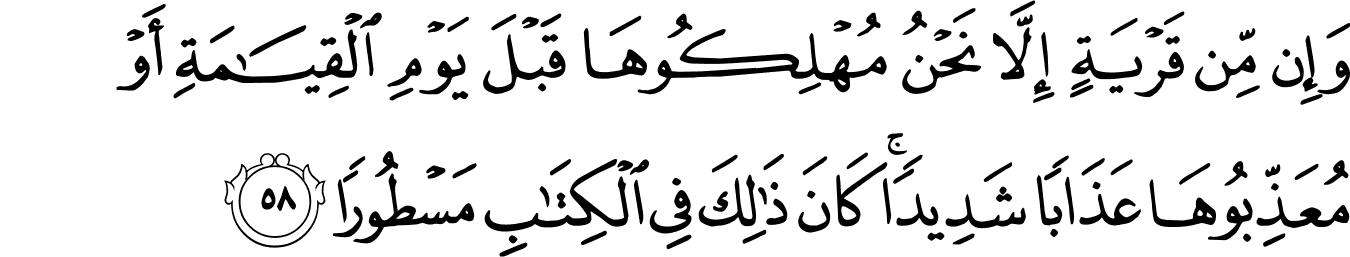 وَإِن مِّن قَرْيَةٍ إِلَّا نَحْنُ مُهْلِكُوهَا قَبْلَ يَوْمِ ٱلْقِيَـٰمَةِ أَوْ
مُعَذِّبُوهَا عَذَابًا شَدِيدًا ۚ كَانَ ذَٰلِكَ فِى ٱلْكِتَـٰبِ مَسْطُورًا ٥٨